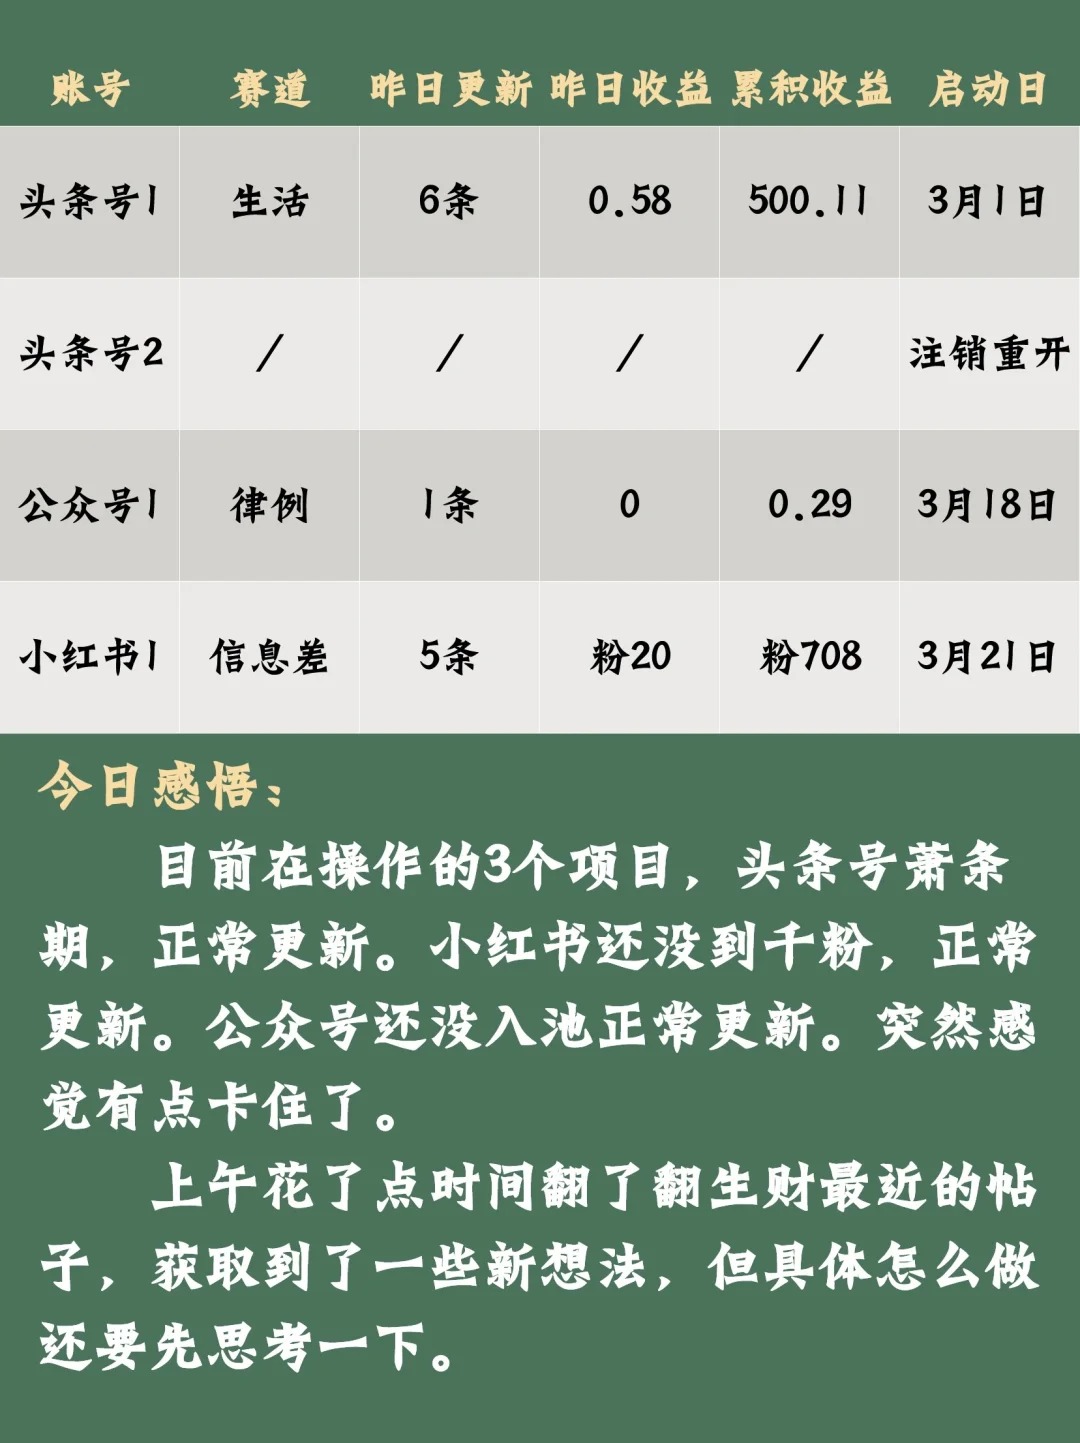 账号 赛道 昨日更新 昨日收益 累积收益 启动日
头条号1 生活 6条 0.58 500.11 3月1日
头条号2 / / / / 注销重开
公众号1 律例 1条 0 0.29 3月18日
小红书1 信息差 5条 粉20 粉708 3月21日
今日感悟：
目前在操作的3个项目，头条号萧条
期，正常更新。小红书还没到千粉，正常
更新。公众号还没入池正常更新。突然感
觉有点卡住了。
上午花了点时间翻了翻生财最近的帖
子，获取到了一些新想法，但具体怎么做
还要先思考一下。